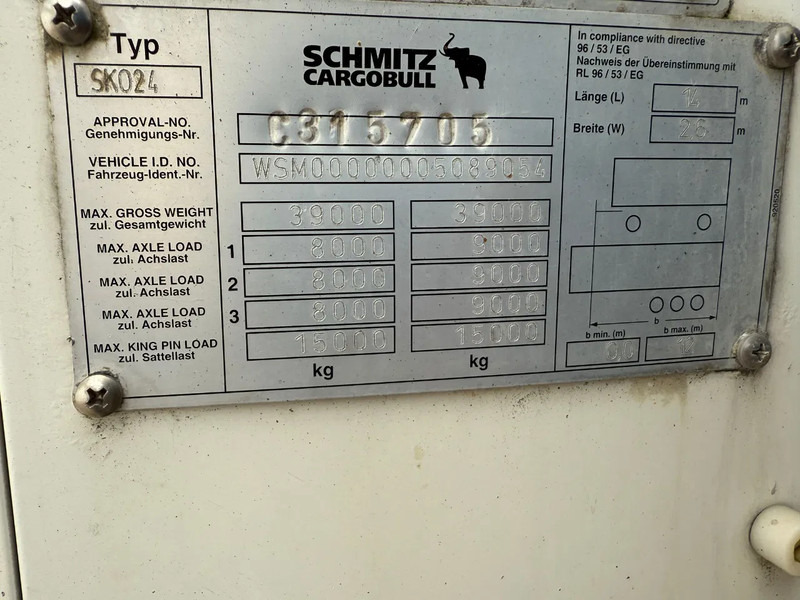 Typ
SK024
SCHMITZ
CARGOBULL
In compliance with directive
96 / 53 / EG
Nachweis der Übereinstimmung mit
RL 96 / 53 / EG
Länge (L) 14 m
Breite (W) m
APPROVAL-NO.
Genehmigungs-Nr.
C315705
VEHICLE I.D. NO.
Fahrzeug-Ident.-Nr.
WSM00000005089054
MAX. GROSS WEIGHT
zul. Gesamtgewicht
39000 39000
MAX. AXLE LOAD
zul. Achslast
1 8000 9000
MAX. AXLE LOAD
zul. Achslast
2 8000 9000
MAX. AXLE LOAD
zul. Achslast
3 8000 9000
MAX. KING PIN LOAD
zul. Sattellast
15000 15000
kg kg
b
b min. (m) b max. (m)
920520